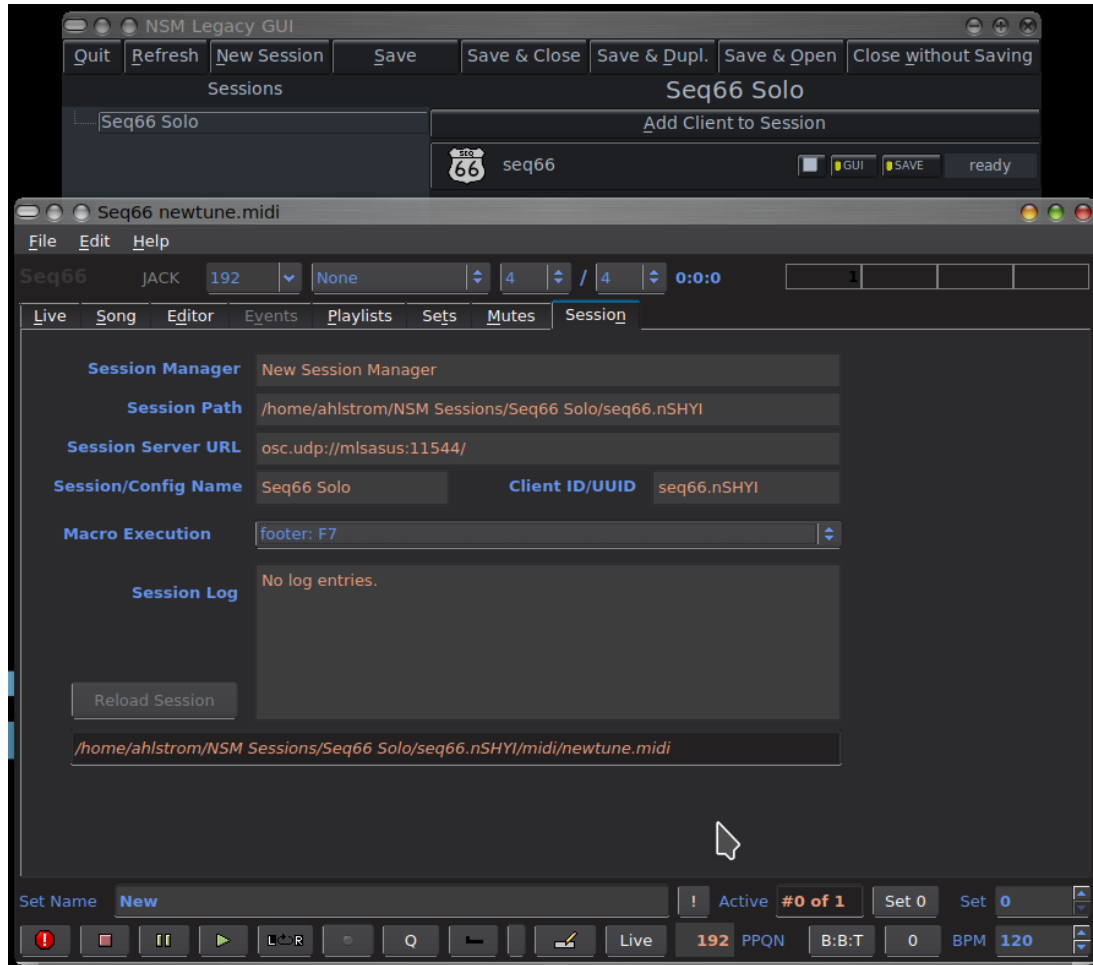 NSM Legacy GUI
Quit Refresh New Session Save Save & Close Save & Dupl. Save & Open Close without Saving
Sessions Seq66 Solo
Seq66 Solo Add Client to Session
SEQ 66 seq66 GUI SAVE ready
Seq66 newtune.midi
File Edit Help
Seq66 JACK 192 None 4 / 4 0:0:0 1
Live Song Editor Events Playlists Sets Mutes Session
Session Manager New Session Manager
Session Path /home/ahlstrom/NSM Sessions/Seq66 Solo/seq66.nSHYI
Session Server URL osc.udp://mlsasus:11544/
Session/Config Name Seq66 Solo Client ID/UUID seq66.nSHYI
Macro Execution footer: F7
Session Log No log entries.
Reload Session
/home/ahlstrom/NSM Sessions/Seq66 Solo/seq66.nSHYI/midi/newtune.midi
Set Name New ! Active #0 of 1 Set 0 Set 0
! L R Q Live 192 PPQN B:B:T 0 BPM 120